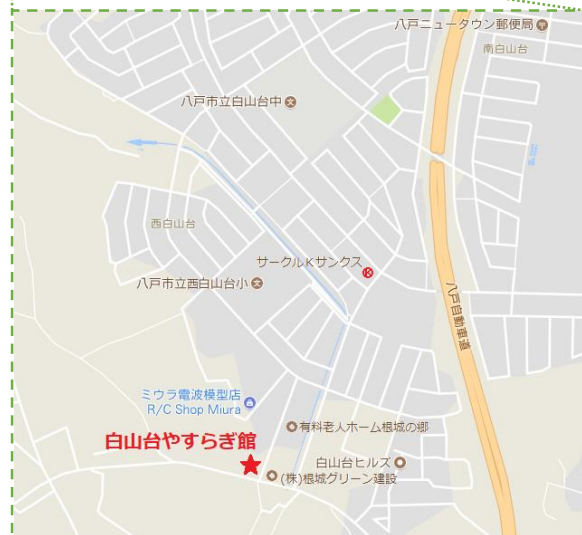 八戸ニュータウン郵便局
南白山台
八戸市立白山台中
西白山台
サークルKサンクス
八戸市立西白山台小
八戸自動車道
ミウラ電波模型店
R/C Shop Miura
有料老人ホーム根城の郷
白山台やすらぎ館
白山台ヒルズ
(株)根城グリーン建設